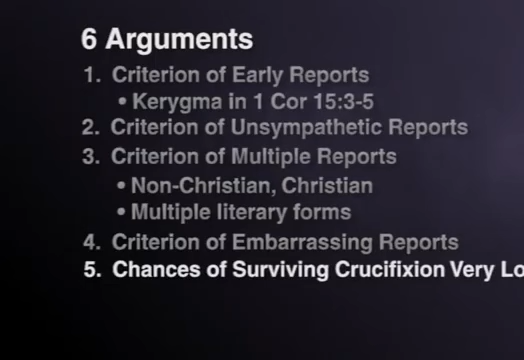 6 Arguments
1. Criterion of Early Reports
• Kerygma in 1 Cor 15:3-5
2. Criterion of Unsympathetic Reports
3. Criterion of Multiple Reports
• Non-Christian, Christian
• Multiple literary forms
4. Criterion of Embarrassing Reports
5. Chances of Surviving Crucifixion Very Lo